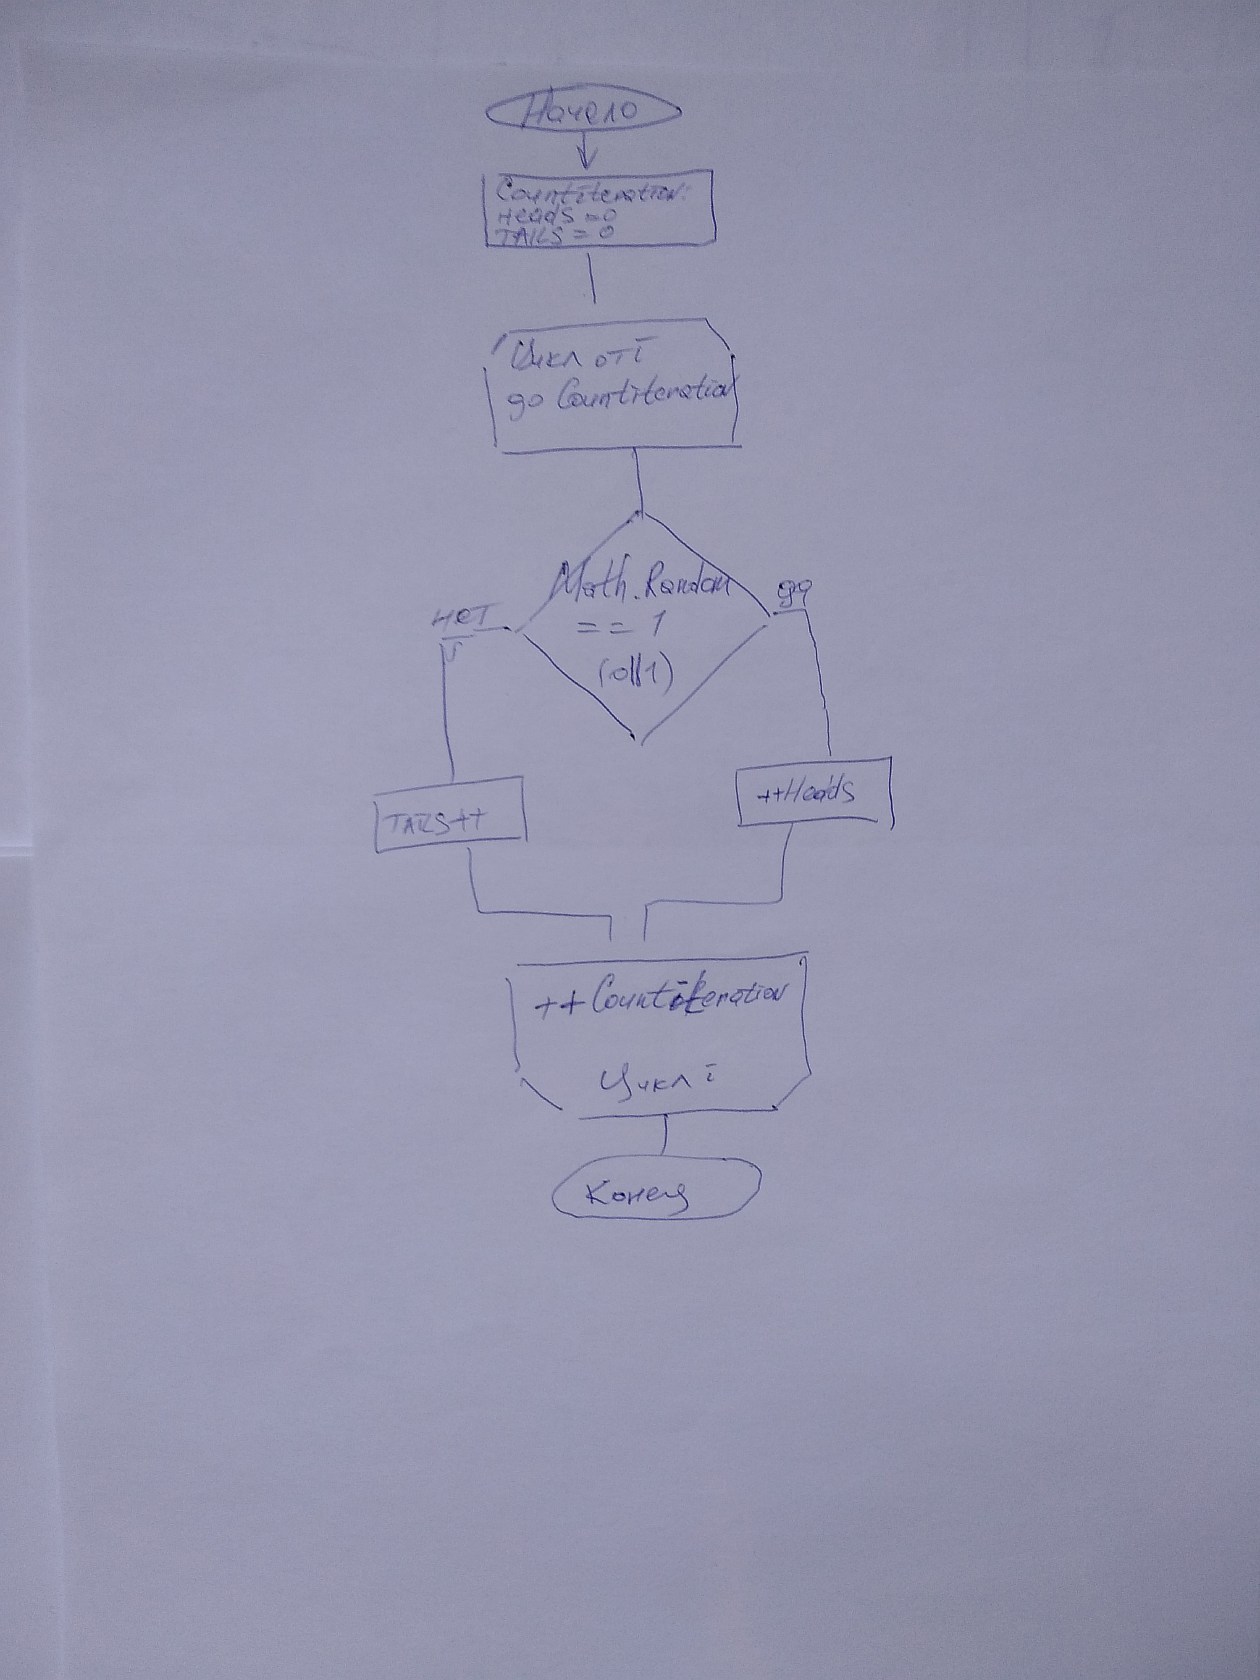 Начало
Countiteration:
Heads = 0
TAILS = 0
Цикл от i
до Countiteration
Math.Random
== 1
(0||1)
нет
да
TAILS++
++Heads
++Countiteration
Цикл i
Конец